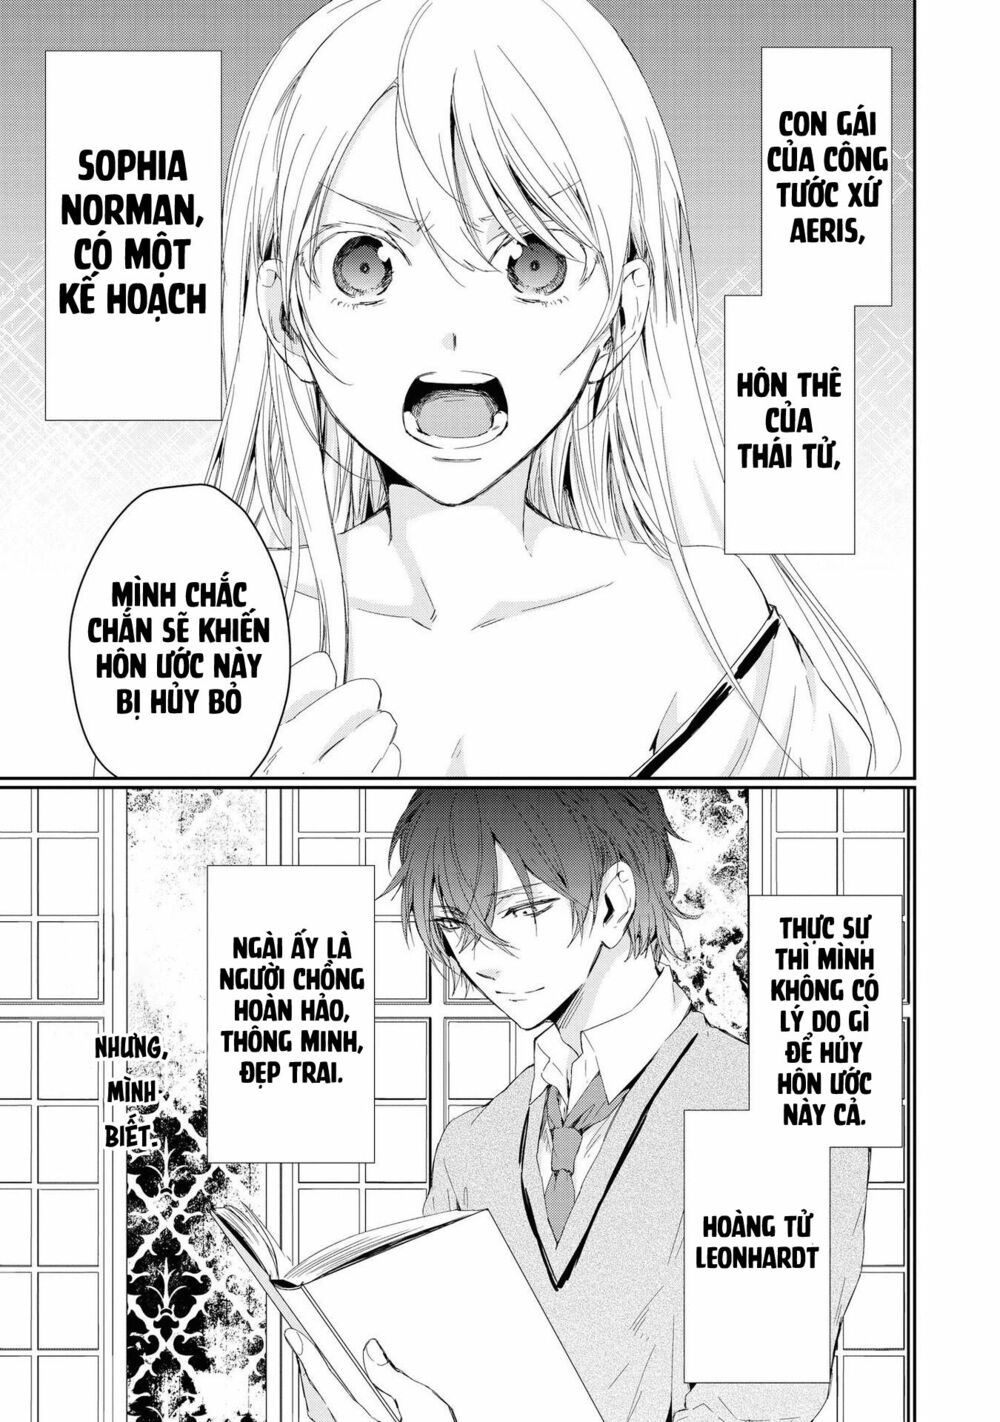 CON GÁI
CỦA CÔNG
TƯỚC XỨ
AERIS,
HÔN THÊ
CỦA
THÁI TỬ,
SOPHIA
NORMAN,
CÓ MỘT
KẾ HOẠCH
MÌNH CHẮC
CHẮN SẼ KHIẾN
HÔN ƯỚC NÀY
BỊ HỦY BỎ
THỰC SỰ
THÌ MÌNH
KHÔNG CÓ
LÝ DO GÌ
ĐỂ HỦY
HÔN ƯỚC
NÀY CẢ.
HOÀNG TỬ
LEONHARDT
NGÀI ẤY LÀ
NGƯỜI CHỒNG
HOÀN HẢO,
THÔNG MINH,
ĐẸP TRAI.
NHƯNG,
MÌNH
BIẾT.